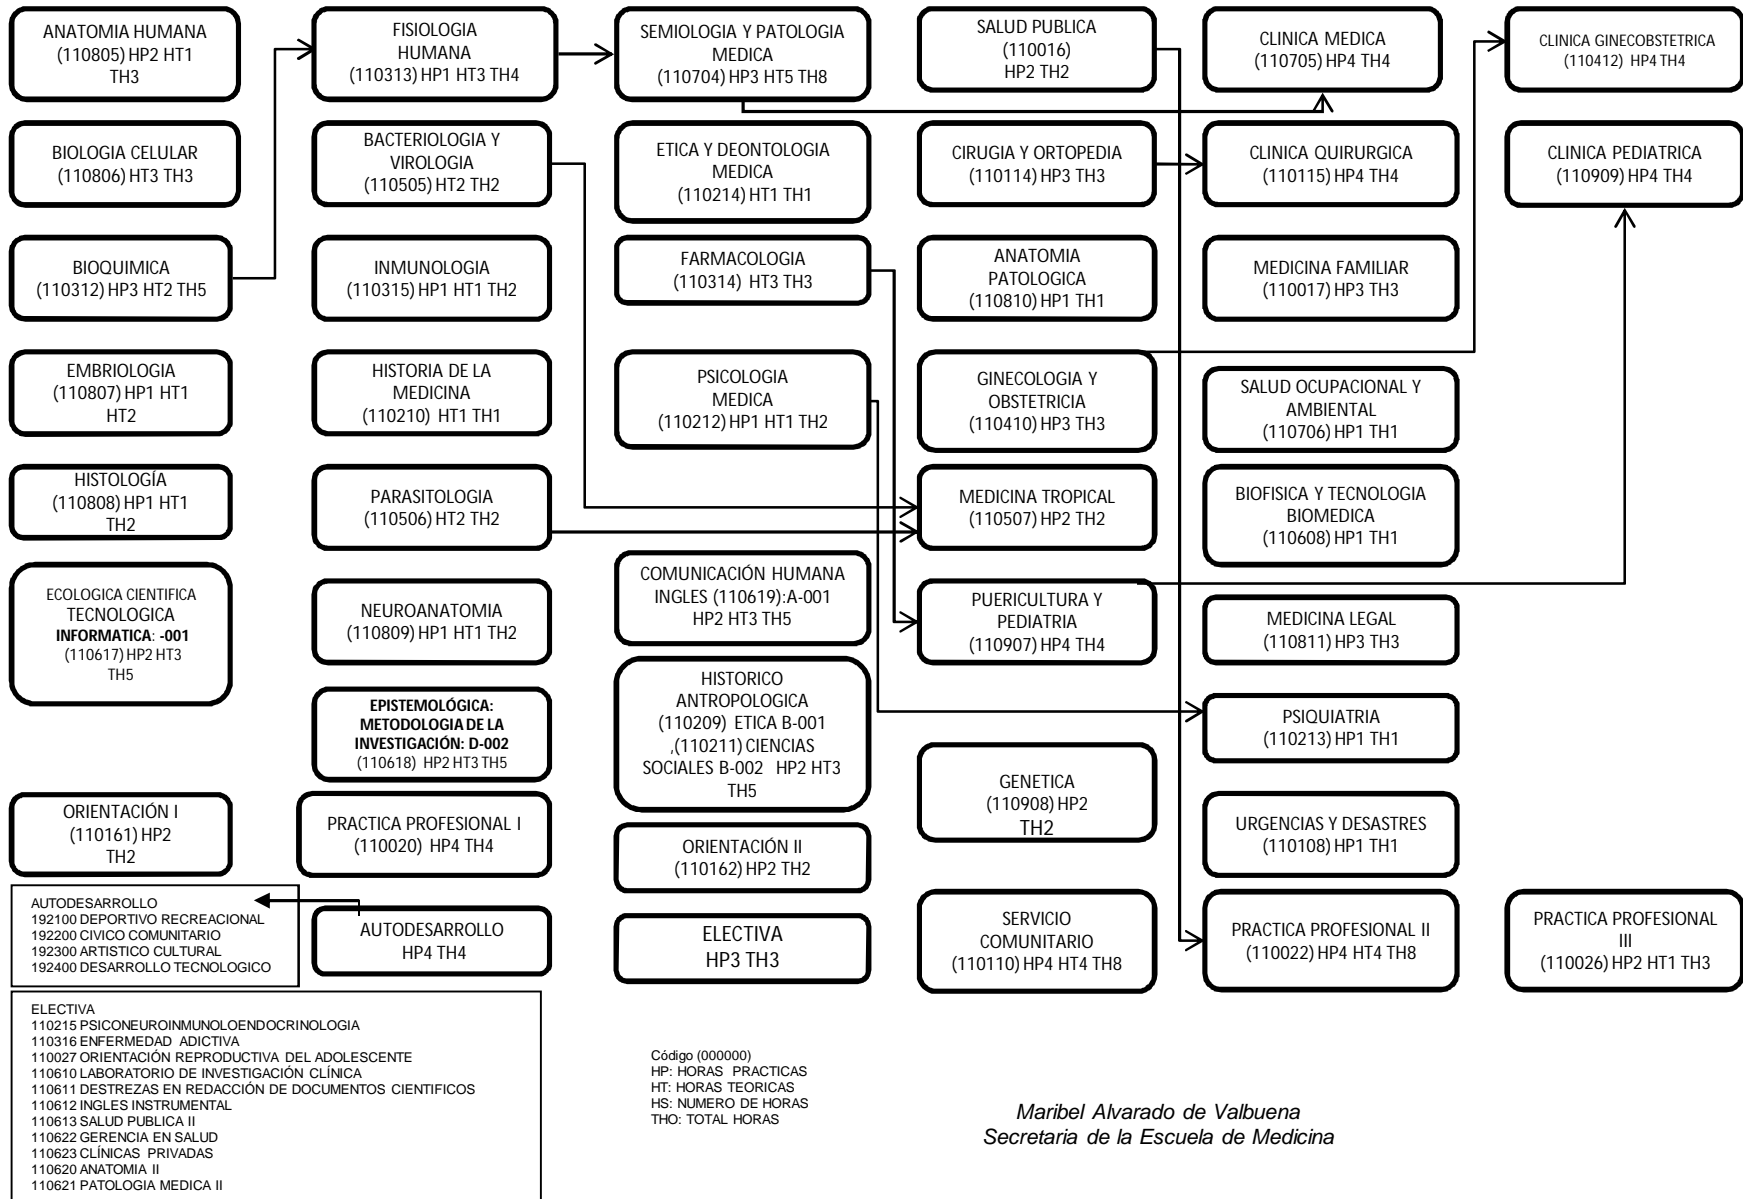 ANATOMIA HUMANA
(110805) HP2 HT1
TH3
BIOLOGIA CELULAR
(110806) HT3 TH3
BIOQUIMICA
(110312) HP3 HT2 TH5
EMBRIOLOGIA
(110807) HP1 HT1
HT2
HISTOLOGÍA
(110808) HP1 HT1
TH2
ECOLOGICA CIENTIFICA
TECNOLOGICA
INFORMATICA: -001
(110617) HP2 HT3
TH5
ORIENTACIÓN I
(110161) HP2
TH2
FISIOLOGIA
HUMANA
(110313) HP1 HT3 TH4
BACTERIOLOGIA Y
VIROLOGIA
(110505) HT2 TH2
INMUNOLOGIA
(110315) HP1 HT1 TH2
HISTORIA DE LA
MEDICINA
(110210) HT1 TH1
PARASITOLOGIA
(110506) HT2 TH2
NEUROANATOMIA
(110809) HP1 HT1 TH2
EPISTEMOLÓGICA:
METODOLOGIA DE LA
INVESTIGACIÓN: D-002
(110618) HP2 HT3 TH5
PRACTICA PROFESIONAL I
(110020) HP4 TH4
AUTODESARROLLO
HP4 TH4
SEMIOLOGIA Y PATOLOGIA
MEDICA
(110704) HP3 HT5 TH8
ETICA Y DEONTOLOGIA
MEDICA
(110214) HT1 TH1
FARMACOLOGIA
(110314) HT3 TH3
PSICOLOGIA
MEDICA
(110212) HP1 HT1 TH2
COMUNICACIÓN HUMANA
INGLES (110619):A-001
HP2 HT3 TH5
HISTORICO
ANTROPOLOGICA
(110209) ETICA B-001
,(110211) CIENCIAS
SOCIALES B-002 HP2 HT3
TH5
ORIENTACIÓN II
(110162) HP2 TH2
ELECTIVA
HP3 TH3
SALUD PUBLICA
(110016)
HP2 TH2
CIRUGIA Y ORTOPEDIA
(110114) HP3 TH3
ANATOMIA
PATOLOGICA
(110810) HP1 TH1
GINECOLOGIA Y
OBSTETRICIA
(110410) HP3 TH3
MEDICINA TROPICAL
(110507) HP2 TH2
PUERICULTURA Y
PEDIATRIA
(110907) HP4 TH4
GENETICA
(110908) HP2
TH2
SERVICIO
COMUNITARIO
(110110) HP4 HT4 TH8
CLINICA MEDICA
(110705) HP4 TH4
CLINICA QUIRURGICA
(110115) HP4 TH4
MEDICINA FAMILIAR
(110017) HP3 TH3
SALUD OCUPACIONAL Y
AMBIENTAL
(110706) HP1 TH1
BIOFISICA Y TECNOLOGIA
BIOMEDICA
(110608) HP1 TH1
MEDICINA LEGAL
(110811) HP3 TH3
PSIQUIATRIA
(110213) HP1 TH1
URGENCIAS Y DESASTRES
(110108) HP1 TH1
PRACTICA PROFESIONAL II
(110022) HP4 HT4 TH8
CLINICA GINECOBSTETRICA
(110412) HP4 TH4
CLINICA PEDIATRICA
(110909) HP4 TH4
PRACTICA PROFESIONAL
III
(110026) HP2 HT1 TH3
AUTODESARROLLO
192100 DEPORTIVO RECREACIONAL
192200 CIVICO COMUNITARIO
192300 ARTISTICO CULTURAL
192400 DESARROLLO TECNOLOGICO
ELECTIVA
110215 PSICONEUROINMUNOLOENDOCRINOLOGIA
110316 ENFERMEDAD ADICTIVA
110027 ORIENTACIÓN REPRODUCTIVA DEL ADOLESCENTE
110610 LABORATORIO DE INVESTIGACIÓN CLÍNICA
110611 DESTREZAS EN REDACCIÓN DE DOCUMENTOS CIENTIFICOS
110612 INGLES INSTRUMENTAL
110613 SALUD PUBLICA II
110622 GERENCIA EN SALUD
110623 CLÍNICAS PRIVADAS
110620 ANATOMIA II
110621 PATOLOGIA MEDICA II
Código (000000)
HP: HORAS PRACTICAS
HT: HORAS TEORICAS
HS: NUMERO DE HORAS
THO: TOTAL HORAS
Maribel Alvarado de Valbuena
Secretaria de la Escuela de Medicina